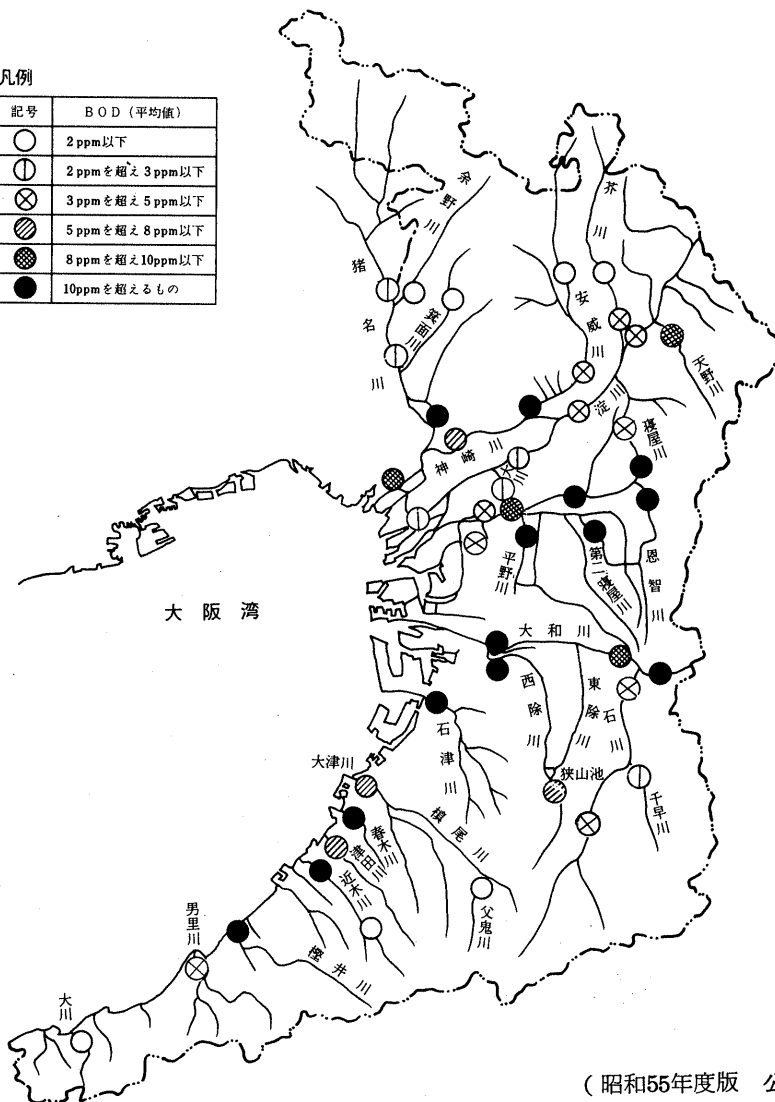 凡例
記号 BOD(平均値)
2ppm以下
2ppmを超え3ppm以下
3ppmを超え5ppm以下
5ppmを超え8ppm以下
8ppmを超え10ppm以下
10ppmを超えるもの
余野川
猪名川
箕面川
安威川
芥川
天野川
淀川
寝屋川
神崎川
大川
平野川
第二寝屋川
恩智川
大阪湾
大和川
西除川
東除川
石川
狭山池
千早川
石津川
大津川
槙尾川
春木川
津田川
近木川
父鬼川
男里川
樫井川
大川
(昭和55年度版 公